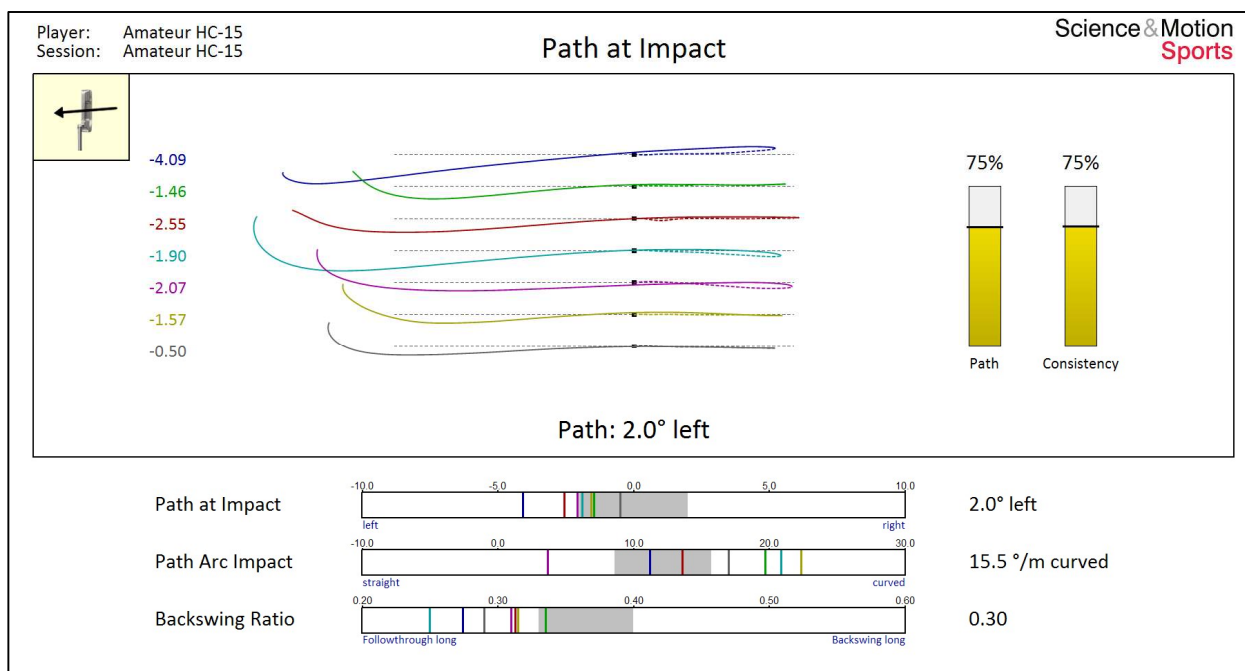 Player: Amateur HC-15
Session: Amateur HC-15
Path at Impact
Science&Motion
Sports
-4.09
-1.46
-2.55
-1.90
-2.07
-1.57
-0.50
75% 75%
Path Consistency
Path: 2.0° left
-10.0 -5.0 0.0 5.0 10.0
Path at Impact 2.0° left
left right
-10.0 0.0 10.0 20.0 30.0
Path Arc Impact 15.5 °/m curved
straight curved
0.20 0.30 0.40 0.50 0.60
Backswing Ratio 0.30
Followthrough long Backswing long